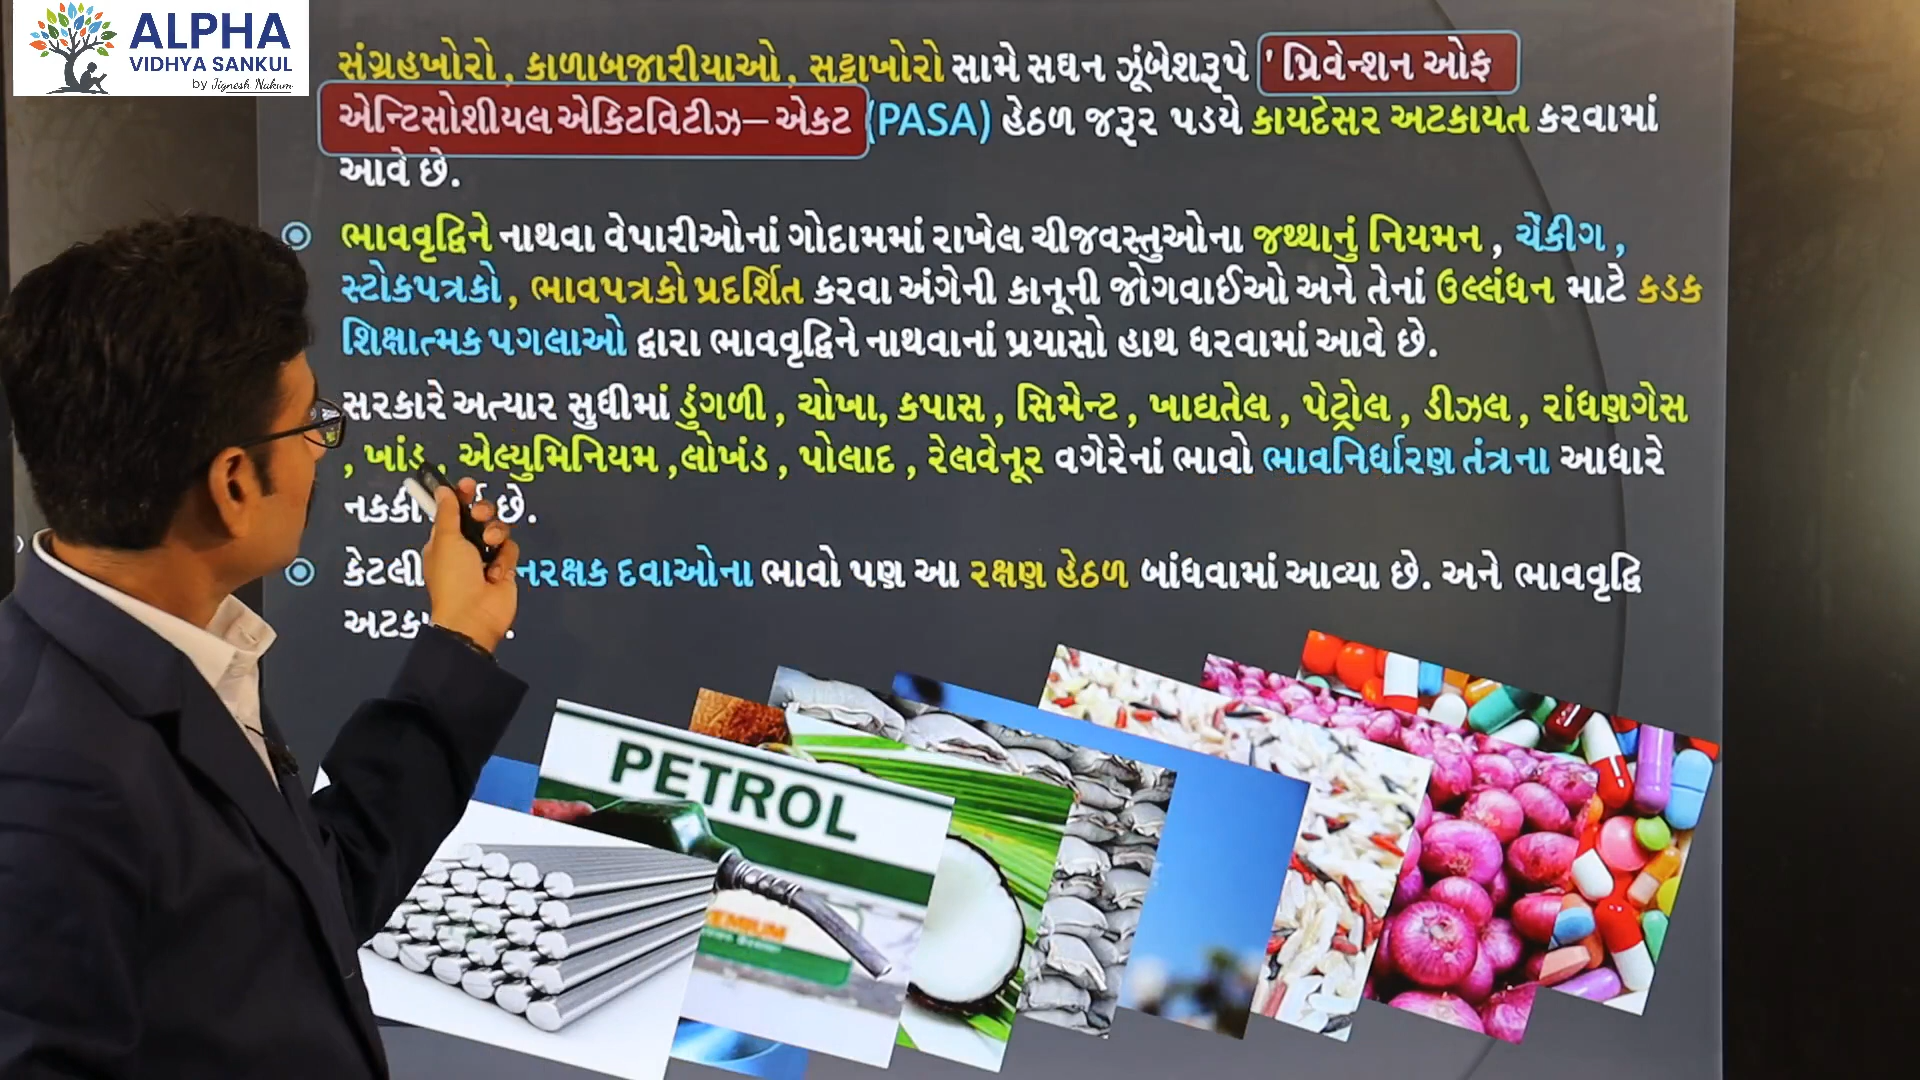 ALPHA
VIDHYA SANKUL
by Jignesh Nakum
સંગ્રહખોરો , કાળાબજારીયાઓ , સટ્ટાખોરો સામે સઘન ઝૂંબેશરૂપે ' પ્રિવેન્શન ઓફ
એન્ટિસોશીયલ એકિટવિટીઝ– એકટ (PASA) હેઠળ જરૂર પડયે કાયદેસર અટકાયત કરવામાં
આવે છે.
ભાવવૃદ્વિને નાથવા વેપારીઓનાં ગોદામમાં રાખેલ ચીજવસ્તુઓના જથ્થાનું નિયમન , ચેંકીગ ,
સ્ટોકપત્રકો , ભાવપત્રકો પ્રદર્શિત કરવા અંગેની કાનૂની જોગવાઈઓ અને તેનાં ઉલ્લંધન માટે કડક
શિક્ષાત્મક પગલાઓ દ્વારા ભાવવૃદ્વિને નાથવાનાં પ્રયાસો હાથ ધરવામાં આવે છે.
સરકારે અત્યાર સુધીમાં ડુંગળી , ચોખા, કપાસ , સિમેન્ટ , ખાદ્યતેલ , પેટ્રોલ , ડીઝલ , રાંધણગેસ
, ખાંડ , એલ્યુમિનિયમ ,લોખંડ , પોલાદ , રેલવેનૂર વગેરેનાં ભાવો ભાવનિર્ધારણ તંત્રના આધારે
છે.
દવાઓના ભાવો પણ આ રક્ષણ હેઠળ બાંધવામાં આવ્યા છે. અને ભાવવૃદ્વિ
PETROL